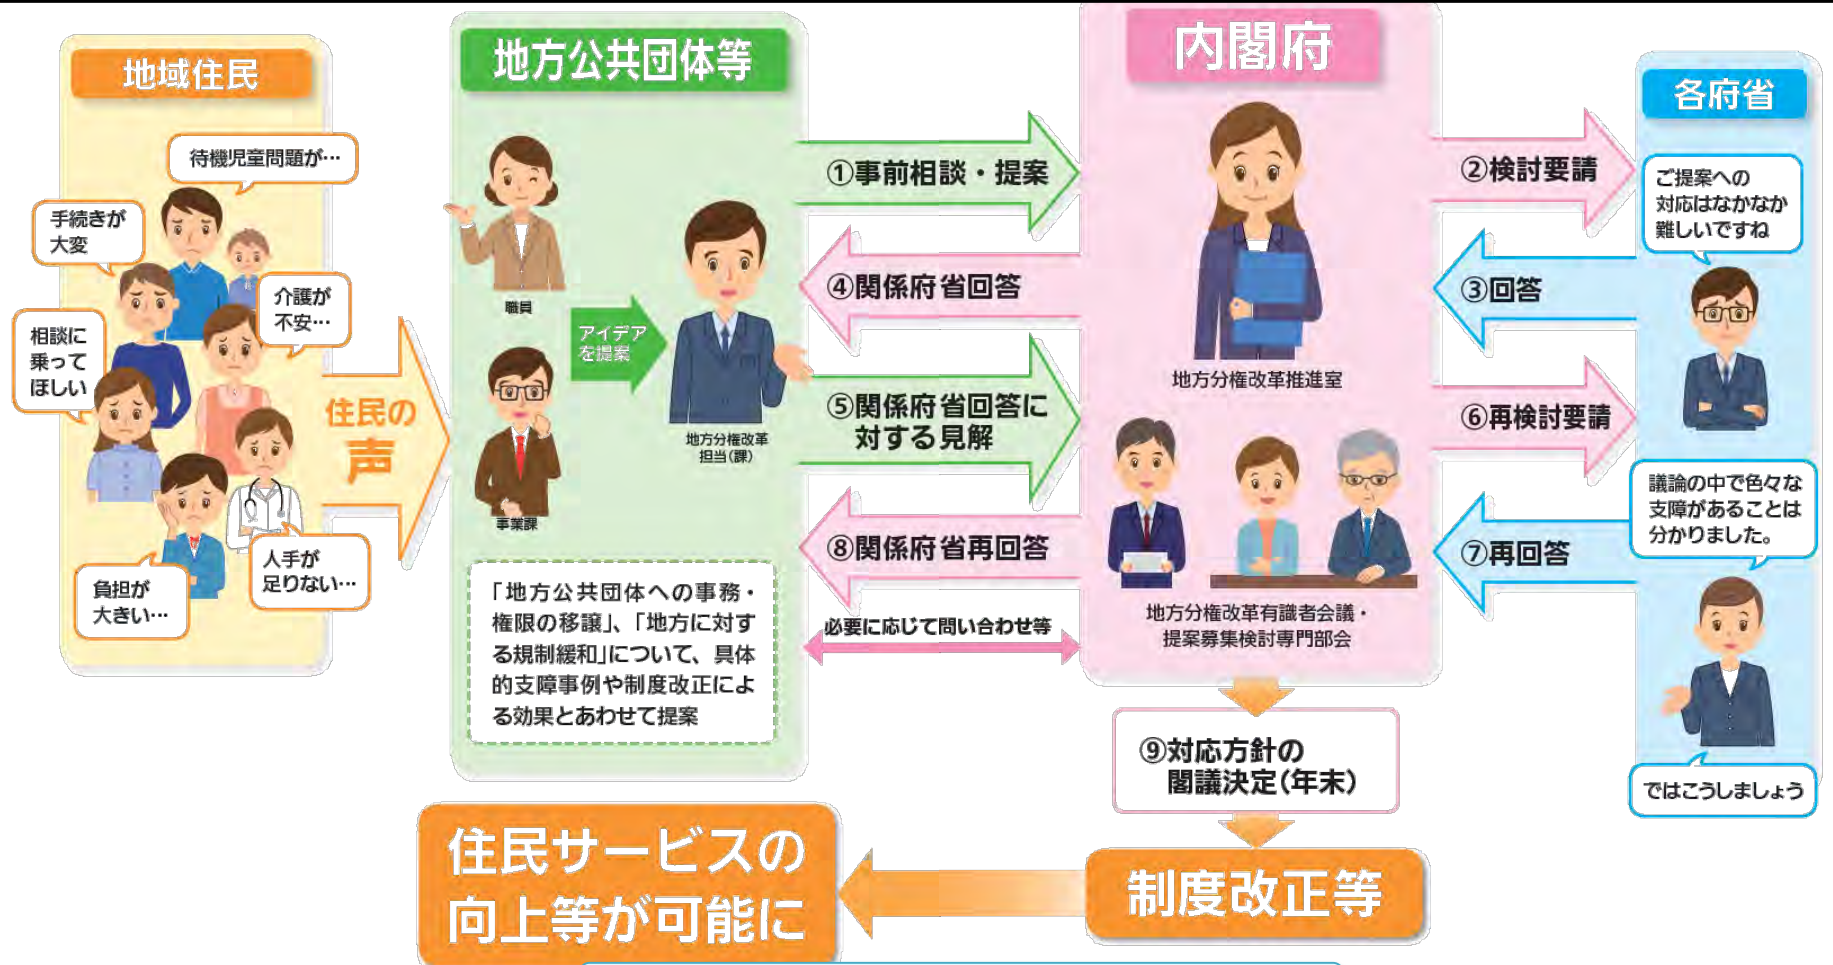 地域住民
待機児童問題が…
手続きが
大変
介護が
不安…
相談に
乗って
ほしい
人手が
足りない…
負担が
大きい…
住民の
声
地方公共団体等
職員
アイデア
を提案
事業課
地方分権改革
担当(課)
「地方公共団体への事務・
権限の移譲」、「地方に対す
る規制緩和」について、具体
的支障事例や制度改正によ
る効果とあわせて提案
①事前相談・提案
④関係府省回答
⑤関係府省回答に
対する見解
⑧関係府省再回答
必要に応じて問い合わせ等
内閣府
地方分権改革推進室
地方分権改革有識者会議・
提案募集検討専門部会
②検討要請
③回答
⑥再検討要請
⑦再回答
各府省
ご提案への
対応はなかなか
難しいですね
議論の中で色々な
支障があることは
分かりました。
ではこうしましょう
⑨対応方針の
閣議決定(年末)
制度改正等
住民サービスの
向上等が可能に